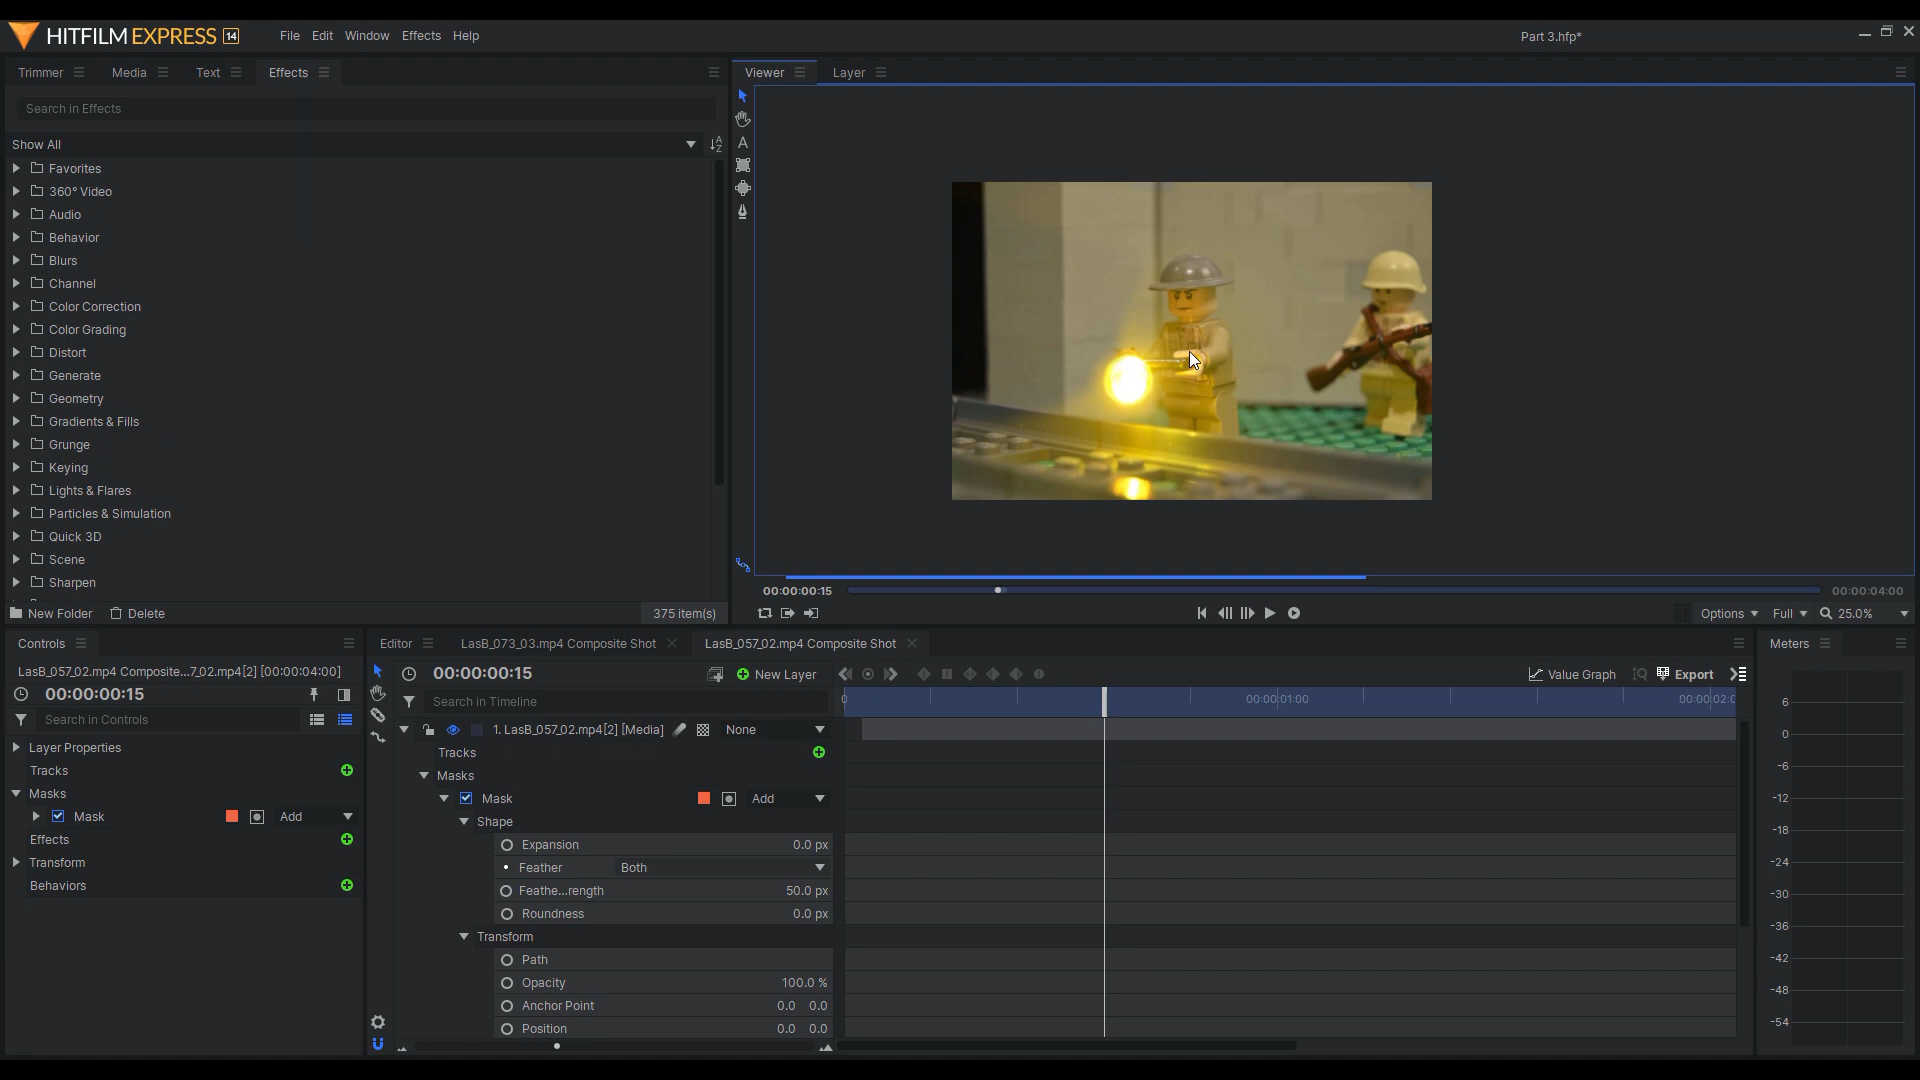 HITFILM EXPRESS 14
File Edit Window Effects Help
Part 3.hfp*
Trimmer Media Text Effects
Viewer Layer
Search in Effects
Show All
Favorites
360° Video
Audio
Behavior
Blurs
Channel
Color Correction
Color Grading
Distort
Generate
Geometry
Gradients & Fills
Grunge
Keying
Lights & Flares
Particles & Simulation
Quick 3D
Scene
Sharpen
New Folder Delete 375 item(s)
A
00:00:00:15 00:00:04:00
Options Full 25.0%
Controls
LasB_057_02.mp4 Composite...7_02.mp4[2] [00:00:04:00]
00:00:00:15
Search in Controls
Layer Properties
Tracks
Masks
Mask Add
Effects
Transform
Behaviors
Editor LasB_073_03.mp4 Composite Shot LasB_057_02.mp4 Composite Shot
00:00:00:15 New Layer Value Graph Export
Search in Timeline
0 00:00:01:00 00:00:02:0
1. LasB_057_02.mp4[2] [Media] None
Tracks
Masks
Mask Add
Shape
Expansion 0.0 px
Feather Both
Feathe...rength 50.0 px
Roundness 0.0 px
Transform
Path
Opacity 100.0 %
Anchor Point 0.0 0.0
Position 0.0 0.0
Meters
6
0
-6
-12
-18
-24
-30
-36
-42
-48
-54